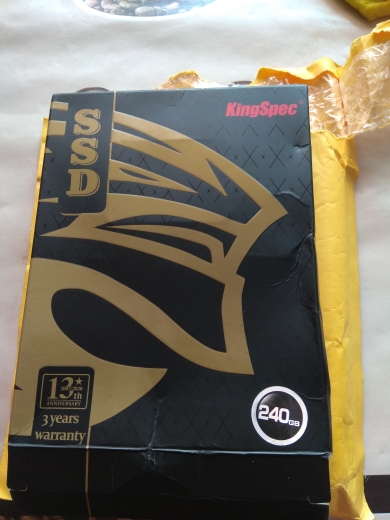 SSD
KingSpec
13th
ANNIVERSARY
3 years
warranty
240GB